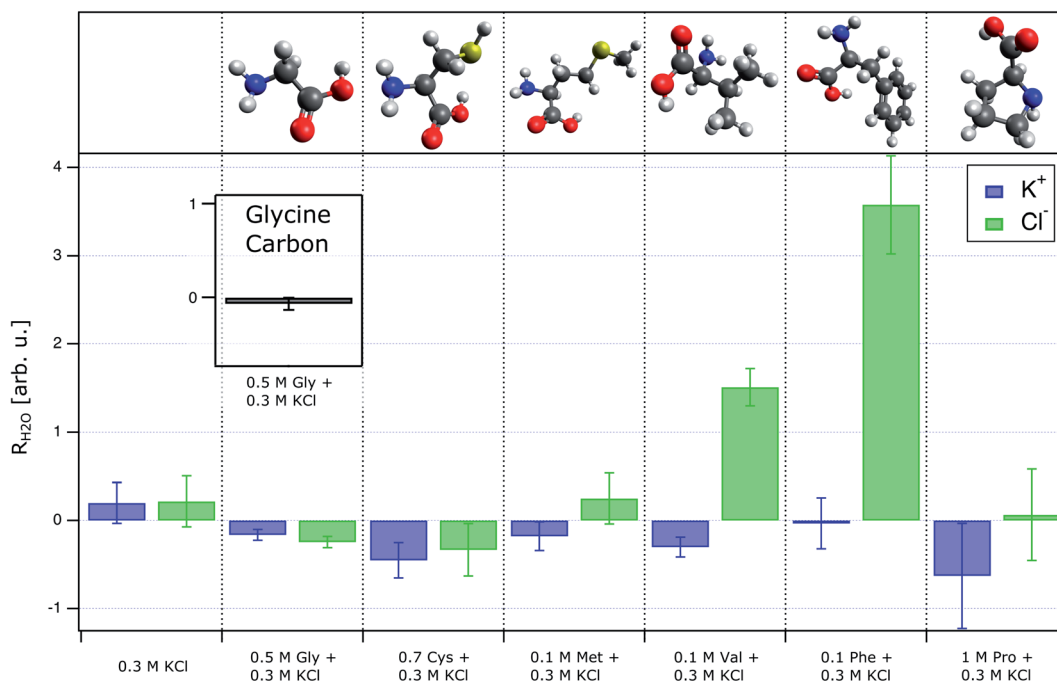 4
3
2
1
0
-1
R_H2O [arb. u.]
1
0
Glycine
Carbon
0.5 M Gly +
0.3 M KCl
K+
Cl-
0.3 M KCl
0.5 M Gly +
0.3 M KCl
0.7 Cys +
0.3 M KCl
0.1 M Met +
0.3 M KCl
0.1 M Val +
0.3 M KCl
0.1 Phe +
0.3 M KCl
1 M Pro +
0.3 M KCl